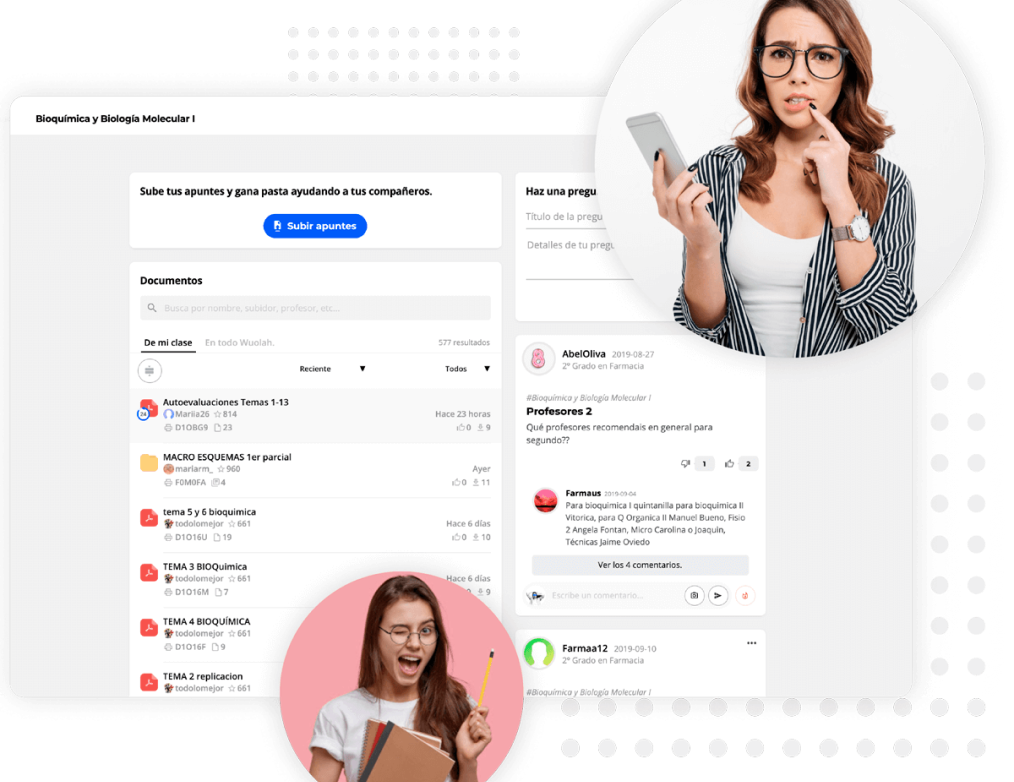 Bioquímica y Biología Molecular I
Sube tus apuntes y gana pasta ayudando a tus compañeros.
Subir apuntes
Documentos
Busca por nombre, subidor, profesor, etc...
De mi clase En todo Wuolah. 577 resultados
Reciente ▼ Todos ▼
Autoevaluaciones Temas 1-13
24 Mariia26 814 Hace 23 horas
D1OBG9 23 0 9
MACRO ESQUEMAS 1er parcial
mariarm_ 960 Ayer
F0M0FA 4 0 11
tema 5 y 6 bioquimica
todolomejor 661 Hace 6 días
D1O16U 19 0 10
TEMA 3 BIOQuimica
todolomejor 661 Hace 6 días
D1O16M 7 0 9
TEMA 4 BIOQUÍMICA
todolomejor 661
D1O16F 9
TEMA 2 replicacion
todolomejor 661
Haz una pregu
Título de la pregu
Detalles de tu pregu
AbelOliva 2019-08-27
2º Grado en Farmacia
#Bioquímica y Biología Molecular I
Profesores 2
Qué profesores recomendais en general para
segundo??
1 2
Farmaus 2019-09-04
Para bioquimica I quintanilla para bioquimica II
Vitorica, para Q Organica II Manuel Bueno, Fisio
2 Angela Fontan, Micro Carolina o Joaquin,
Técnicas Jaime Oviedo
Ver los 4 comentarios.
Escribe un comentario...
Farmaa12 2019-09-10
2º Grado en Farmacia
#Bioquímica y Biología Molecular I